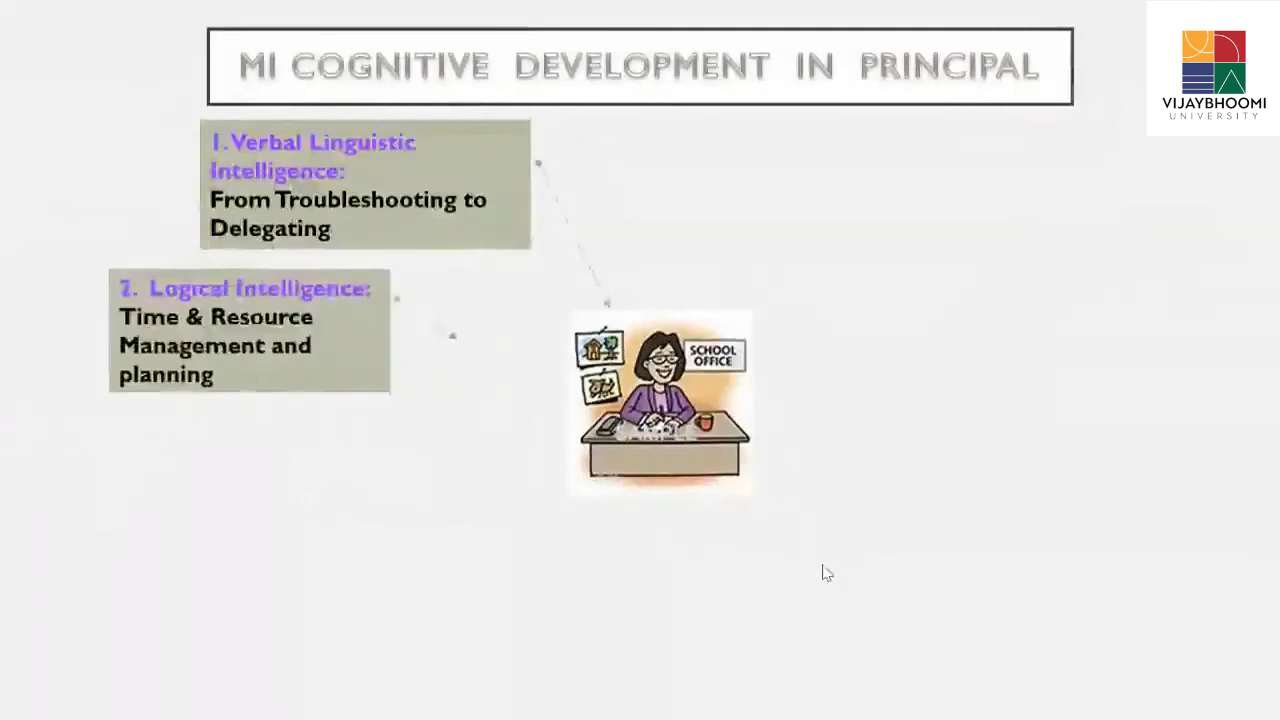 MI COGNITIVE DEVELOPMENT IN PRINCIPAL
VIJAYBHOOMI
UNIVERSITY
1. Verbal Linguistic
Intelligence:
From Troubleshooting to
Delegating
2. Logical Intelligence:
Time & Resource
Management and
planning
SCHOOL
OFFICE